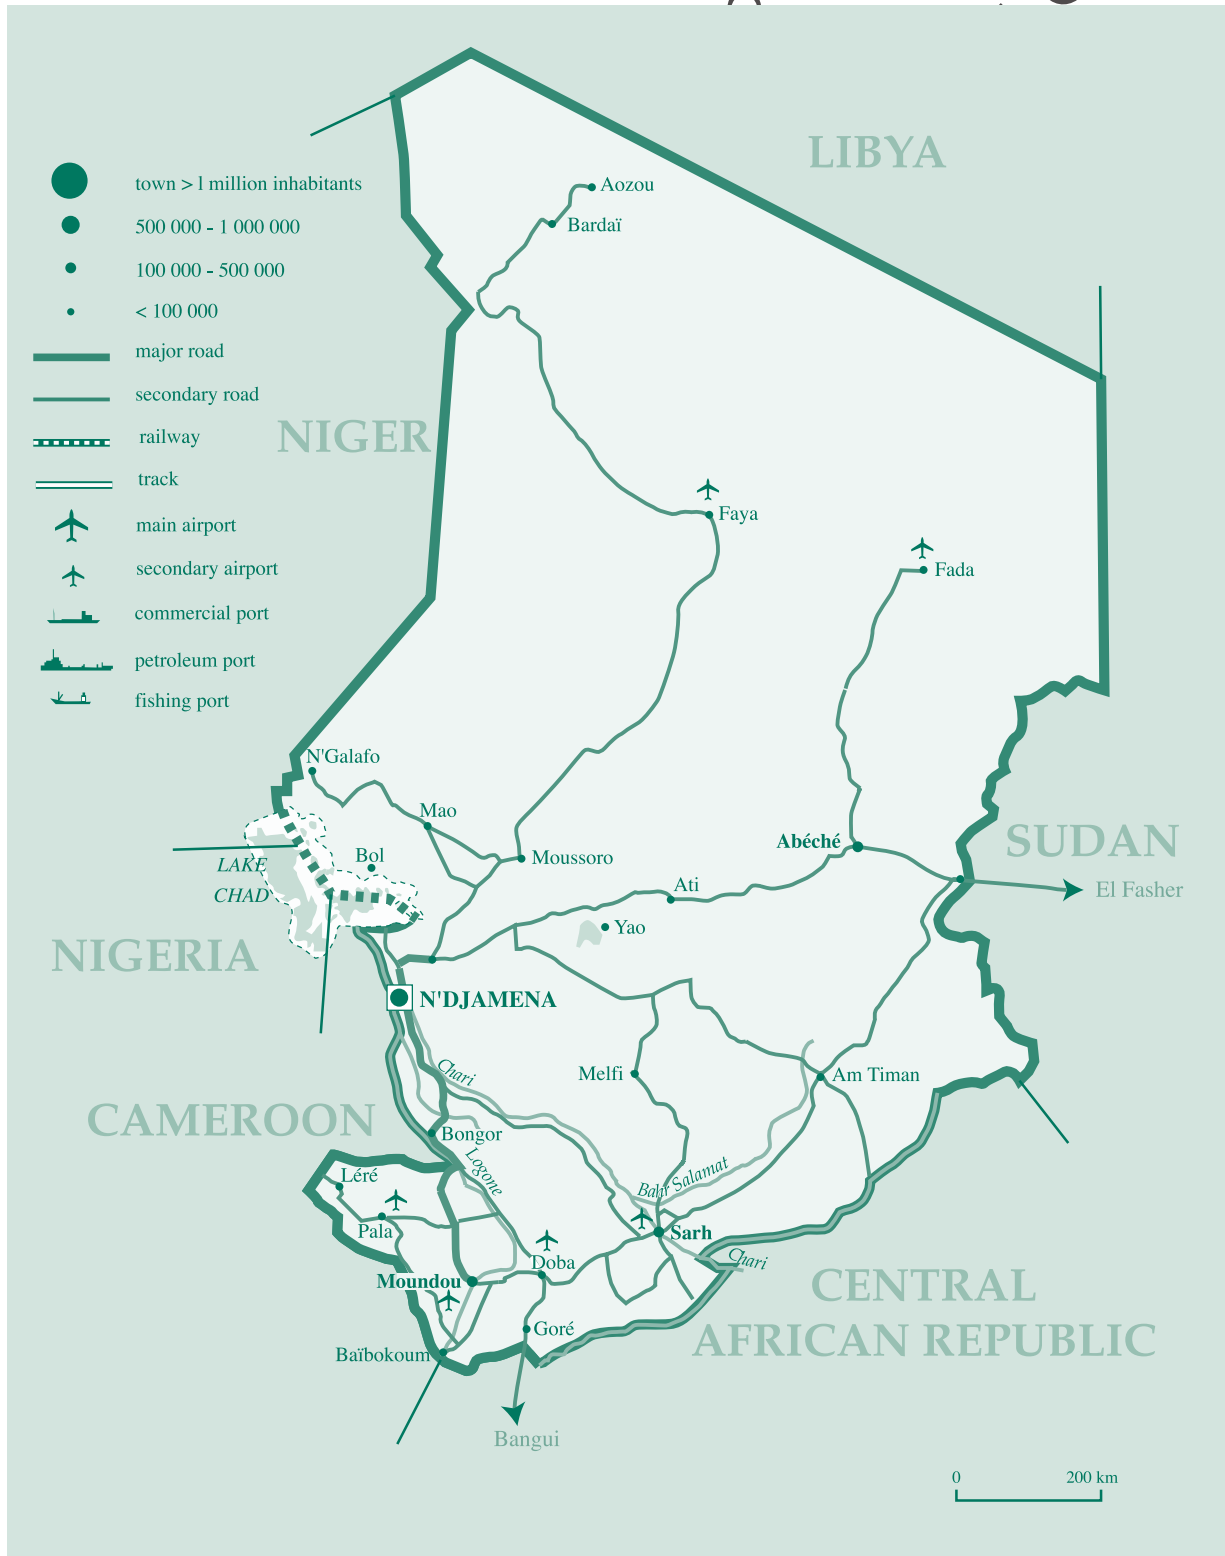 LIBYA
town > 1 million inhabitants
500 000 - 1 000 000
100 000 - 500 000
< 100 000
major road
secondary road
railway
track
main airport
secondary airport
commercial port
petroleum port
fishing port
Aozou
Bardaï
NIGER
Faya
Fada
N'Galafo
Mao
Moussoro
Abéché
SUDAN
El Fasher
Bol
LAKE
CHAD
Ati
Yao
NIGERIA
N'DJAMENA
Chari
Melfi
Am Timan
CAMEROON
Bongor
Logone
Bahr Salamat
Léré
Pala
Sarh
Doba
Chari
Moundou
CENTRAL
AFRICAN REPUBLIC
Goré
Baïbokoum
Bangui
0 200 km